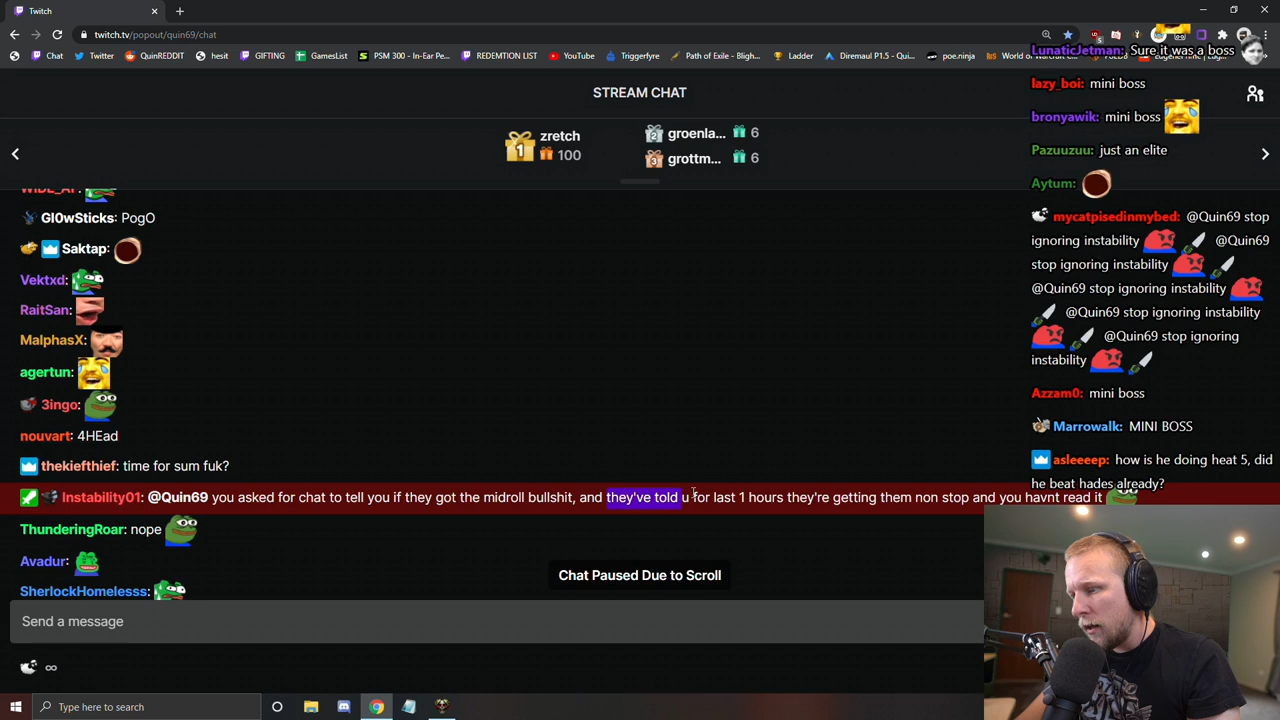 Twitch
twitch.tv/popout/quin69/chat
Chat
Twitter
QuinREDDIT
hesit
GIFTING
GamesList
PSM 300 - In-Ear Pe...
REDEMTION LIST
YouTube
Triggerfyre
Path of Exile - Bligh...
Ladder
Diremaul P1.5 - Qui...
poe.ninja
STREAM CHAT
zretch
100
groenla... 6
grottm... 6
Gl0wSticks: PogO
Saktap:
Vektxd:
RaitSan:
MalphasX:
agertun:
3ingo:
nouvart: 4HEad
thekiefthief: time for sum fuk?
Instability01: @Quin69 you asked for chat to tell you if they got the midroll bullshit, and they've told u for last 1 hours they're getting them non stop and you havnt read it
ThunderingRoar: nope
Avadur:
SherlockHomelesss:
Chat Paused Due to Scroll
Send a message
LunaticJetman: Sure it was a boss
lazy_boi: mini boss
bronyawik: mini boss
Pazuuzuu: just an elite
Aytum:
mycatpisedinmybed: @Quin69 stop
ignoring instability @Quin69
stop ignoring instability
@Quin69 stop ignoring instability
@Quin69 stop ignoring instability
@Quin69 stop ignoring
instability
Azzam0: mini boss
Marrowalk: MINI BOSS
asleeeep: how is he doing heat 5, did
he beat hades already?
Type here to search